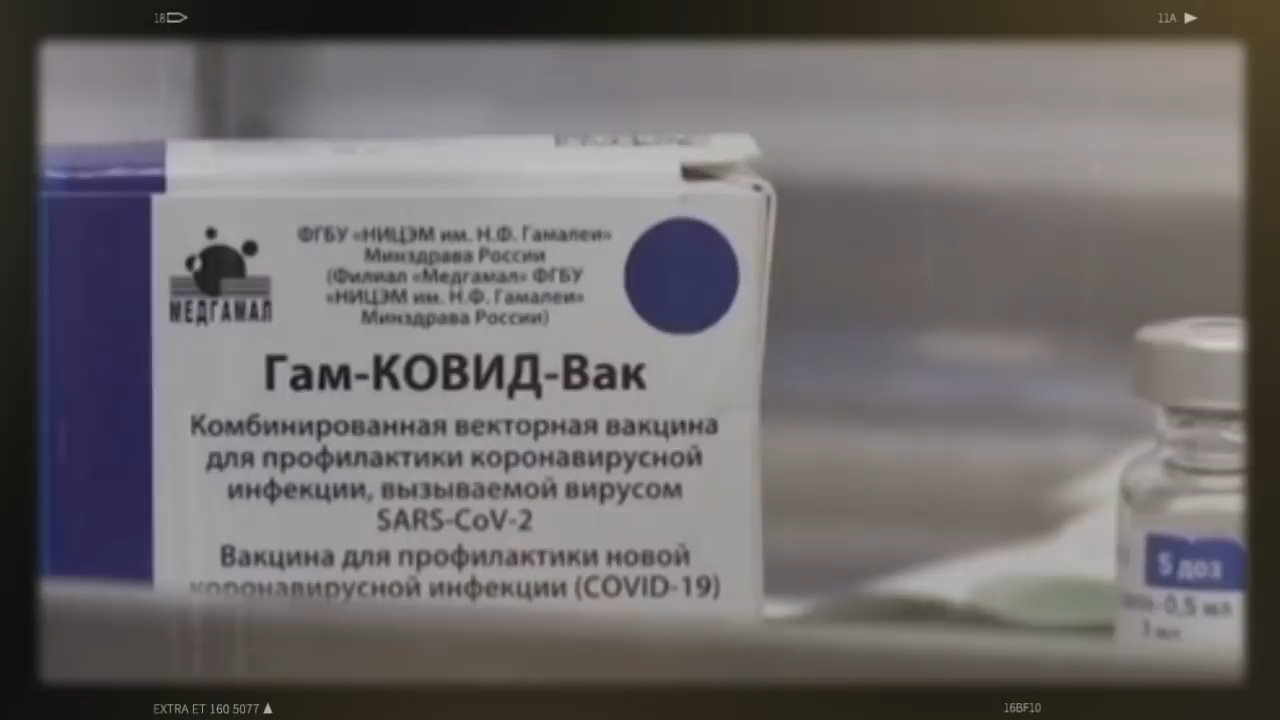 18
11A
МЕДГАМАЛ
ФГБУ «НИЦЭМ им. Н.Ф. Гамалеи»
Минздрава России
(Филиал «Медгамал» ФГБУ
«НИЦЭМ им. Н.Ф. Гамалеи»
Минздрава России)
Гам-КОВИД-Вак
Комбинированная векторная вакцина
для профилактики коронавирусной
инфекции, вызываемой вирусом
SARS-CoV-2
Вакцина для профилактики новой
коронавирусной инфекции (COVID-19)
5 доз
0,5 мл
1 мл
EXTRA ET 160 5077
16BF10